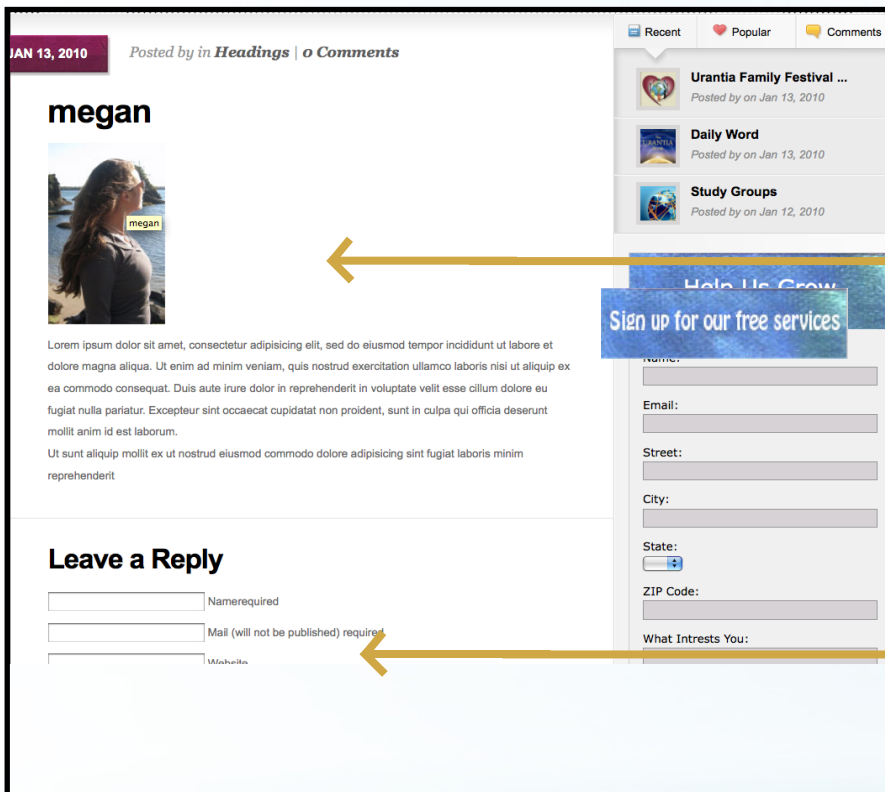 JAN 13, 2010
Posted by in Headings | 0 Comments
megan
megan
Lorem ipsum dolor sit amet, consectetur adipisicing elit, sed do eiusmod tempor incididunt ut labore et
dolore magna aliqua. Ut enim ad minim veniam, quis nostrud exercitation ullamco laboris nisi ut aliquip ex
ea commodo consequat. Duis aute irure dolor in reprehenderit in voluptate velit esse cillum dolore eu
fugiat nulla pariatur. Excepteur sint occaecat cupidatat non proident, sunt in culpa qui officia deserunt
mollit anim id est laborum.
Ut sunt aliquip mollit ex ut nostrud eiusmod commodo dolore adipisicing sint fugiat laboris minim
reprehenderit
Leave a Reply
Namerequired
Mail (will not be published) required
Website
Recent
Popular
Comments
Urantia Family Festival ...
Posted by on Jan 13, 2010
Daily Word
Posted by on Jan 13, 2010
Study Groups
Posted by on Jan 12, 2010
Help Us Grow
Sign up for our free services
Name:
Email:
Street:
City:
State:
ZIP Code:
What Intrests You: